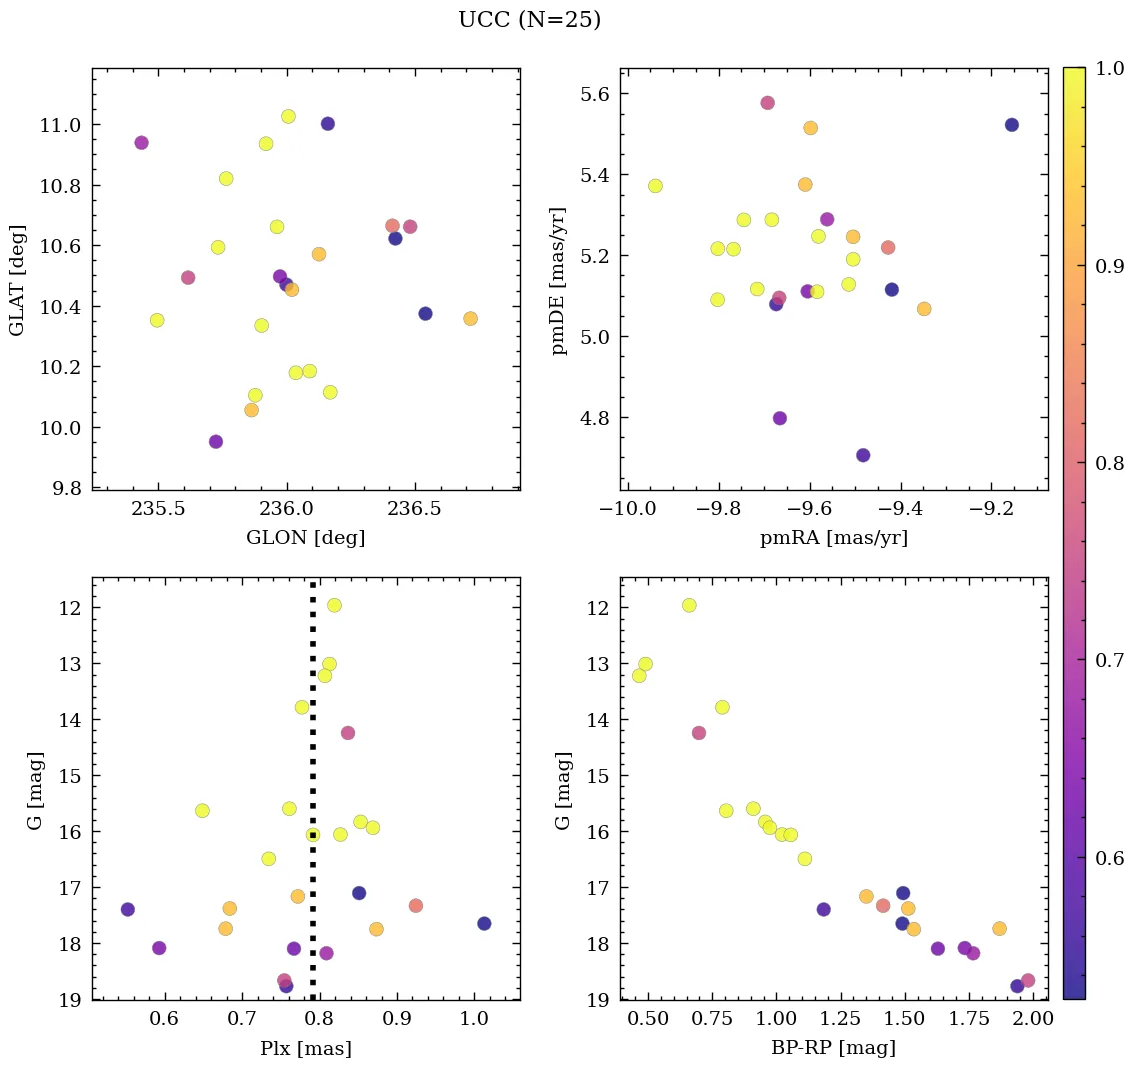 UCC (N=25)
11.0
10.8
10.6
10.4
10.2
10.0
9.8
GLAT [deg]
235.5 236.0 236.5
GLON [deg]
5.6
5.4
5.2
5.0
4.8
pmDE [mas/yr]
−10.0 −9.8 −9.6 −9.4 −9.2
pmRA [mas/yr]
12
13
14
15
16
17
18
19
G [mag]
0.6 0.7 0.8 0.9 1.0
Plx [mas]
12
13
14
15
16
17
18
19
G [mag]
0.50 0.75 1.00 1.25 1.50 1.75 2.00
BP-RP [mag]
1.0
0.9
0.8
0.7
0.6